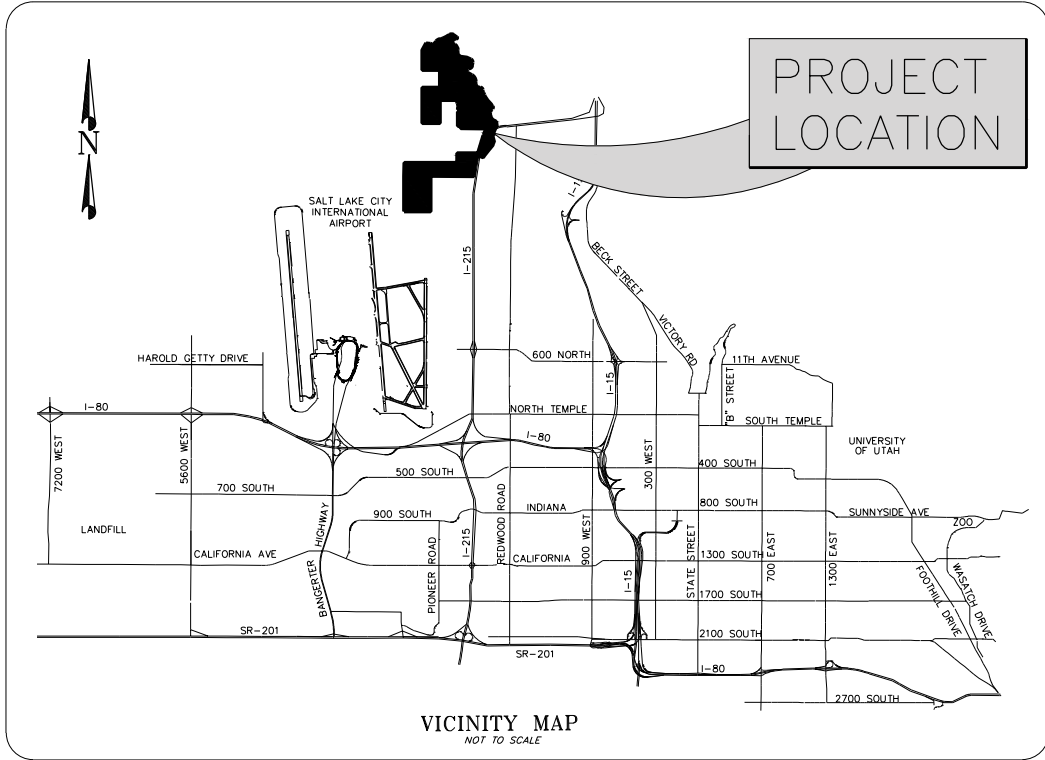 PROJECT
LOCATION
N
SALT LAKE CITY
INTERNATIONAL
AIRPORT
I-1
I-215
BECK STREET
VICTORY RD
HAROLD GETTY DRIVE
600 NORTH
11TH AVENUE
I-15
"B" STREET
I-80
NORTH TEMPLE
SOUTH TEMPLE
I-80
UNIVERSITY
OF UTAH
7200 WEST
5600 WEST
300 WEST
400 SOUTH
500 SOUTH
700 SOUTH
REDWOOD ROAD
INDIANA
800 SOUTH
SUNNYSIDE AVE
ZOO
LANDFILL
BANGERTER HIGHWAY
900 SOUTH
PIONEER ROAD
I-215
900 WEST
STATE STREET
700 EAST
1300 EAST
CALIFORNIA AVE
CALIFORNIA
1300 SOUTH
I-15
FOOTHILL DRIVE
WASATCH DRIVE
1700 SOUTH
SR-201
2100 SOUTH
SR-201
I-80
2700 SOUTH
VICINITY MAP
NOT TO SCALE